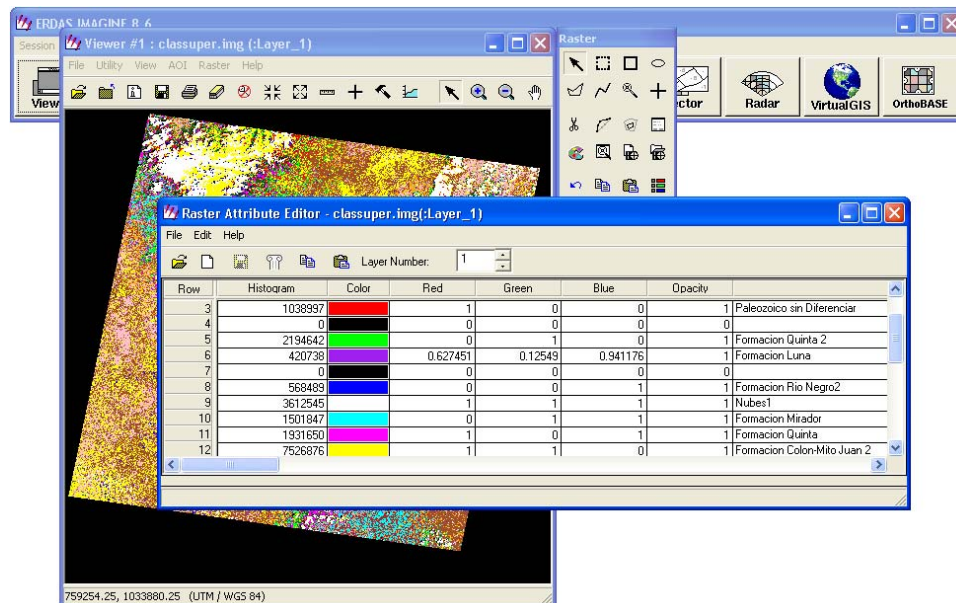 ERDAS IMAGINE 8.6
Session
Viewer #1 : classuper.img (:Layer_1)
File Utility View AOI Raster Help
Raster
View
ctor
Radar
VirtualGIS
OrthoBASE
Raster Attribute Editor - classuper.img(:Layer_1)
File Edit Help
Layer Number: 1
Row Histogram Color Red Green Blue Opacity
3 1038997 1 0 0 1 Paleozoico sin Diferenciar
4 0 0 0 0 0
5 2194642 0 1 0 1 Formacion Quinta 2
6 420738 0.627451 0.12549 0.941176 1 Formacion Luna
7 0 0 0 0 0
8 568489 0 0 1 1 Formacion Rio Negro2
9 3612545 1 1 1 1 Nubes1
10 1501847 0 1 1 1 Formacion Mirador
11 1931650 1 0 1 1 Formacion Quinta
12 7526876 1 1 0 1 Formacion Colon-Mito Juan 2
759254.25, 1033880.25 (UTM / WGS 84)